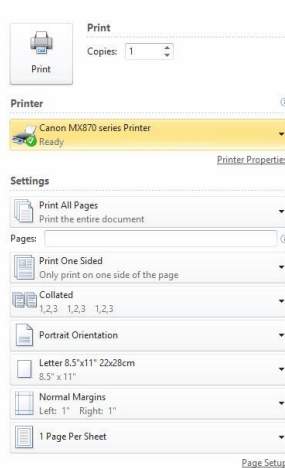 Print
Copies: 1
Print
Printer
Canon MX870 series Printer
Ready
Printer Properties
Settings
Print All Pages
Print the entire document
Pages:
Print One Sided
Only print on one side of the page
Collated
1,2,3 1,2,3 1,2,3
Portrait Orientation
Letter 8.5"x11" 22x28cm
8.5" x 11"
Normal Margins
Left: 1" Right: 1"
1 Page Per Sheet
Page Setup